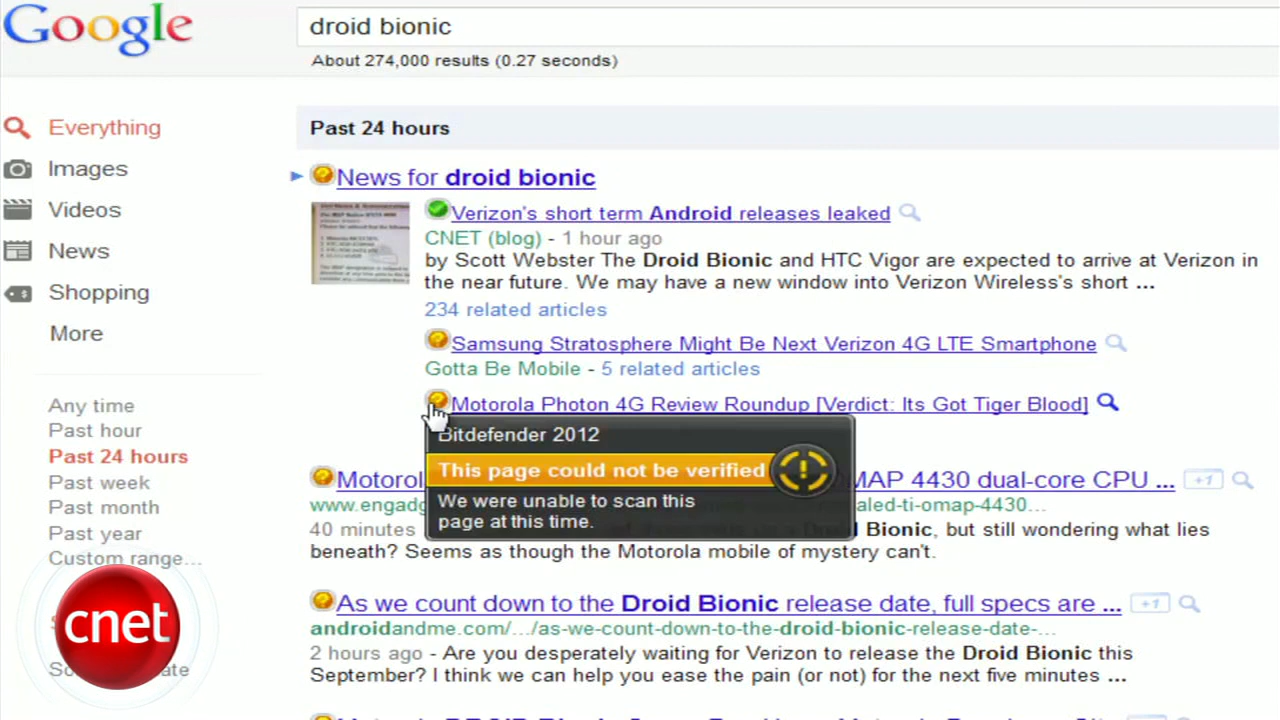 Google
droid bionic
About 274,000 results (0.27 seconds)
Everything
Images
Videos
News
Shopping
More
Any time
Past hour
Past 24 hours
Past week
Past month
Past year
Custom range...
cnet
Past 24 hours
News for droid bionic
Verizon's short term Android releases leaked
CNET (blog) - 1 hour ago
by Scott Webster The Droid Bionic and HTC Vigor are expected to arrive at Verizon in
the near future. We may have a new window into Verizon Wireless's short ...
234 related articles
Samsung Stratosphere Might Be Next Verizon 4G LTE Smartphone
Gotta Be Mobile - 5 related articles
Motorola Photon 4G Review Roundup [Verdict: Its Got Tiger Blood]
Bitdefender 2012
This page could not be verified
We were unable to scan this
page at this time.
MAP 4430 dual-core CPU ... +1
www.engadg aled-ti-omap-4430...
40 minutes Droid Bionic, but still wondering what lies
beneath? Seems as though the Motorola mobile of mystery can't.
As we count down to the Droid Bionic release date, full specs are ... +1
androidandme.com/.../as-we-count-down-to-the-droid-bionic-release-date-...
2 hours ago - Are you desperately waiting for Verizon to release the Droid Bionic this
September? I think we can help you ease the pain (or not) for the next five minutes ...